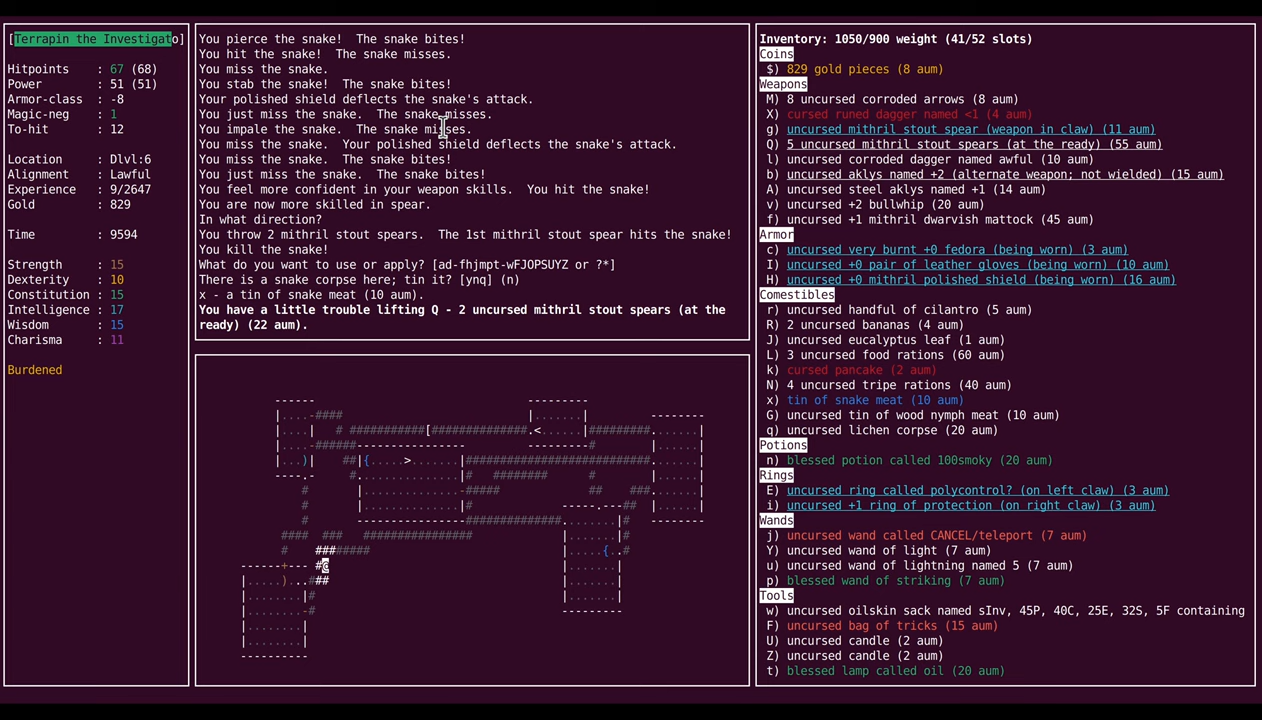 [Terrapin the Investigato]
Hitpoints : 67 (68)
Power : 51 (51)
Armor-class : -8
Magic-neg : 1
To-hit : 12
Location : Dlvl:6
Alignment : Lawful
Experience : 9/2647
Gold : 829
Time : 9594
Strength : 15
Dexterity : 10
Constitution : 15
Intelligence : 17
Wisdom : 15
Charisma : 11
Burdened
You pierce the snake!  The snake bites!
You hit the snake!  The snake misses.
You miss the snake.
You stab the snake!  The snake bites!
Your polished shield deflects the snake's attack.
You just miss the snake.  The snake misses.
You impale the snake.  The snake misses.
You miss the snake.  Your polished shield deflects the snake's attack.
You miss the snake.  The snake bites!
You just miss the snake.  The snake bites!
You feel more confident in your weapon skills.  You hit the snake!
You are now more skilled in spear.
In what direction?
You throw 2 mithril stout spears.  The 1st mithril stout spear hits the snake!
You kill the snake!
What do you want to use or apply? [ad-fhjmpt-wFJOPSUYZ or ?*]
There is a snake corpse here; tin it? [ynq] (n)
x - a tin of snake meat (10 aum).
You have a little trouble lifting Q - 2 uncursed mithril stout spears (at the
ready) (22 aum).
Inventory: 1050/900 weight (41/52 slots)
Coins
$) 829 gold pieces (8 aum)
Weapons
M) 8 uncursed corroded arrows (8 aum)
X) cursed runed dagger named <1 (4 aum)
g) uncursed mithril stout spear (weapon in claw) (11 aum)
Q) 5 uncursed mithril stout spears (at the ready) (55 aum)
l) uncursed corroded dagger named awful (10 aum)
b) uncursed aklys named +2 (alternate weapon; not wielded) (15 aum)
A) uncursed steel aklys named +1 (14 aum)
v) uncursed +2 bullwhip (20 aum)
f) uncursed +1 mithril dwarvish mattock (45 aum)
Armor
c) uncursed very burnt +0 fedora (being worn) (3 aum)
I) uncursed +0 pair of leather gloves (being worn) (10 aum)
H) uncursed +0 mithril polished shield (being worn) (16 aum)
Comestibles
r) uncursed handful of cilantro (5 aum)
R) 2 uncursed bananas (4 aum)
J) uncursed eucalyptus leaf (1 aum)
L) 3 uncursed food rations (60 aum)
k) cursed pancake (2 aum)
N) 4 uncursed tripe rations (40 aum)
x) tin of snake meat (10 aum)
G) uncursed tin of wood nymph meat (10 aum)
q) uncursed lichen corpse (20 aum)
Potions
n) blessed potion called 100smoky (20 aum)
Rings
E) uncursed ring called polycontrol? (on left claw) (3 aum)
i) uncursed +1 ring of protection (on right claw) (3 aum)
Wands
j) uncursed wand called CANCEL/teleport (7 aum)
Y) uncursed wand of light (7 aum)
u) uncursed wand of lightning named 5 (7 aum)
p) blessed wand of striking (7 aum)
Tools
w) uncursed oilskin sack named sInv, 45P, 40C, 25E, 32S, 5F containing
F) uncursed bag of tricks (15 aum)
U) uncursed candle (2 aum)
Z) uncursed candle (2 aum)
t) blessed lamp called oil (20 aum)